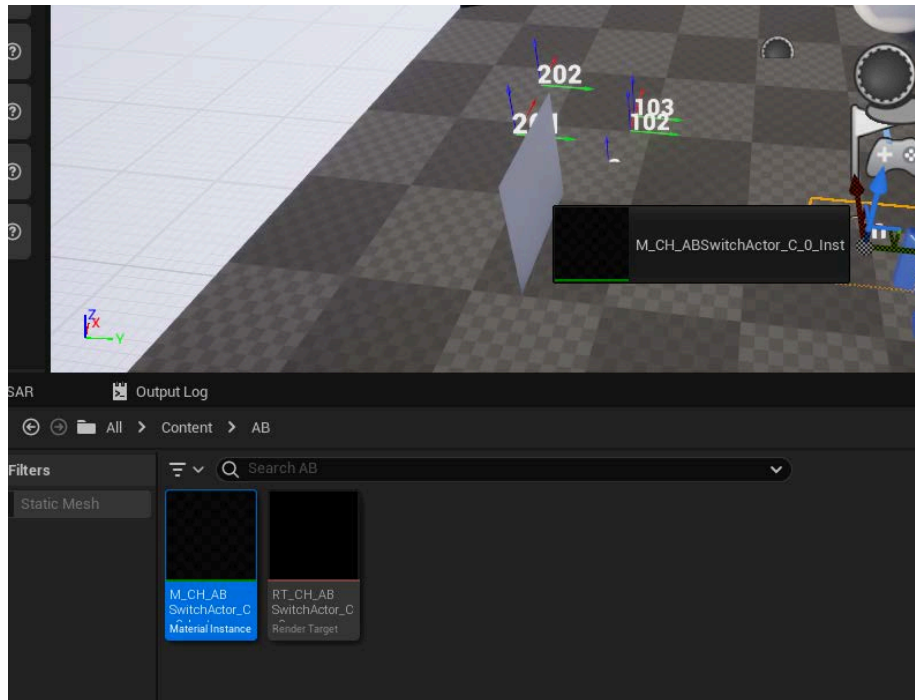 202
103
102
M_CH_ABSwitchActor_C_0_Inst
Z
X
Y
SAR
Output Log
All > Content > AB
Filters
Search AB
Static Mesh
M_CH_AB
SwitchActor_C
Material Instance
RT_CH_AB
SwitchActor_C
Render Target